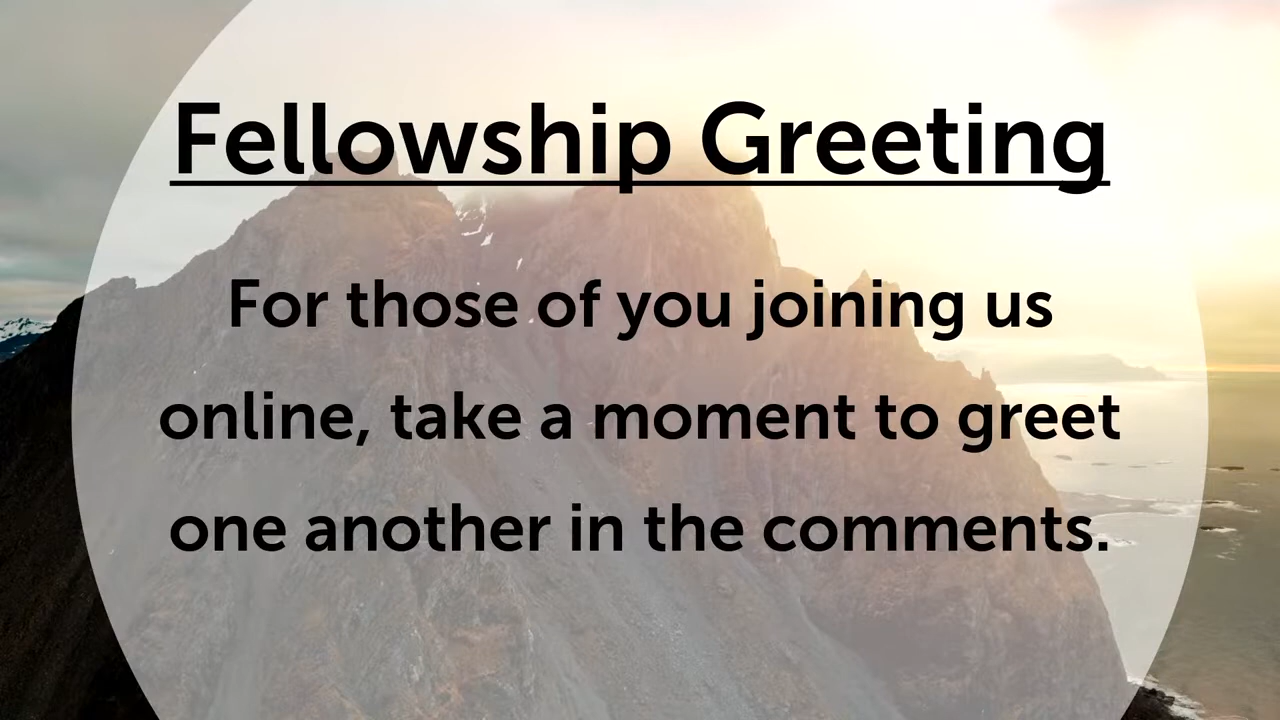 Fellowship Greeting
For those of you joining us
online, take a moment to greet
one another in the comments.